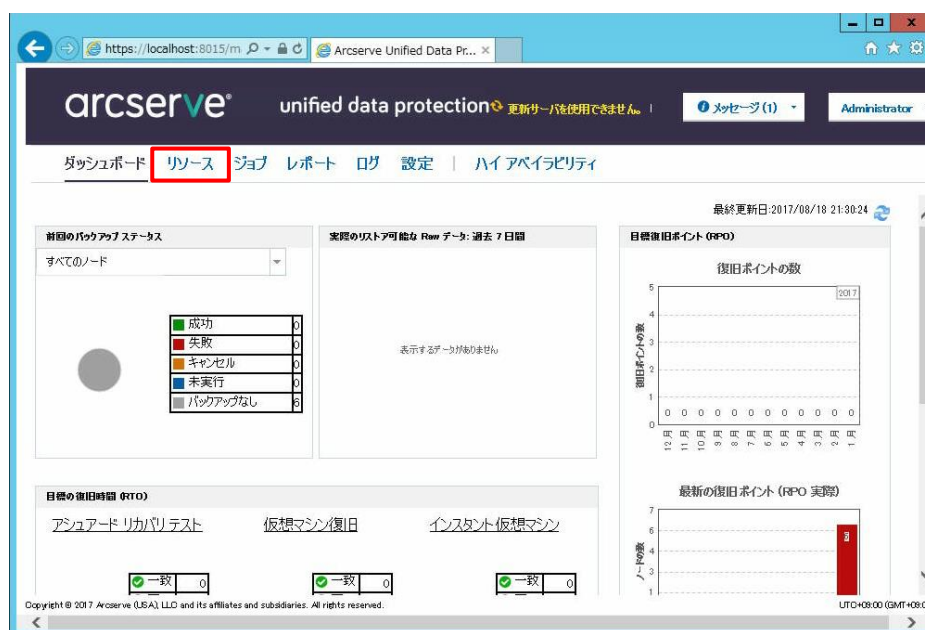 https://localhost:8015/m
Arcserve Unified Data Pr...
arcserve®
unified data protection
更新サーバを使用できません。
メッセージ (1)
Administrator
ダッシュボード リソース ジョブ レポート ログ 設定 | ハイ アベイラビリティ
最終更新日:2017/08/18 21:30:24
前回のバックアップ ステータス
すべてのノード
成功 0
失敗 0
キャンセル 0
未実行 0
バックアップなし 6
実際のリストア可能な Raw データ: 過去 7 日間
表示するデータがありません
目標復旧ポイント (RPO)
復旧ポイントの数
2017
復旧ポイントの数
5
4
3
2
1
0
0 0 0 0 0 0 0 0 0 0 0 0
12月 11月 10月 9月 8月 7月 6月 5月 4月 3月 2月 1月
目標の復旧時間 (RTO)
アシュアード リカバリ テスト
一致 0
仮想マシン復旧
一致 0
インスタント仮想マシン
一致 0
最新の復旧ポイント (RPO 実際)
ノードの数
7
6
4
3
1
Copyright © 2017 Arcserve (USA), LLC and its affiliates and subsidiaries. All rights reserved.